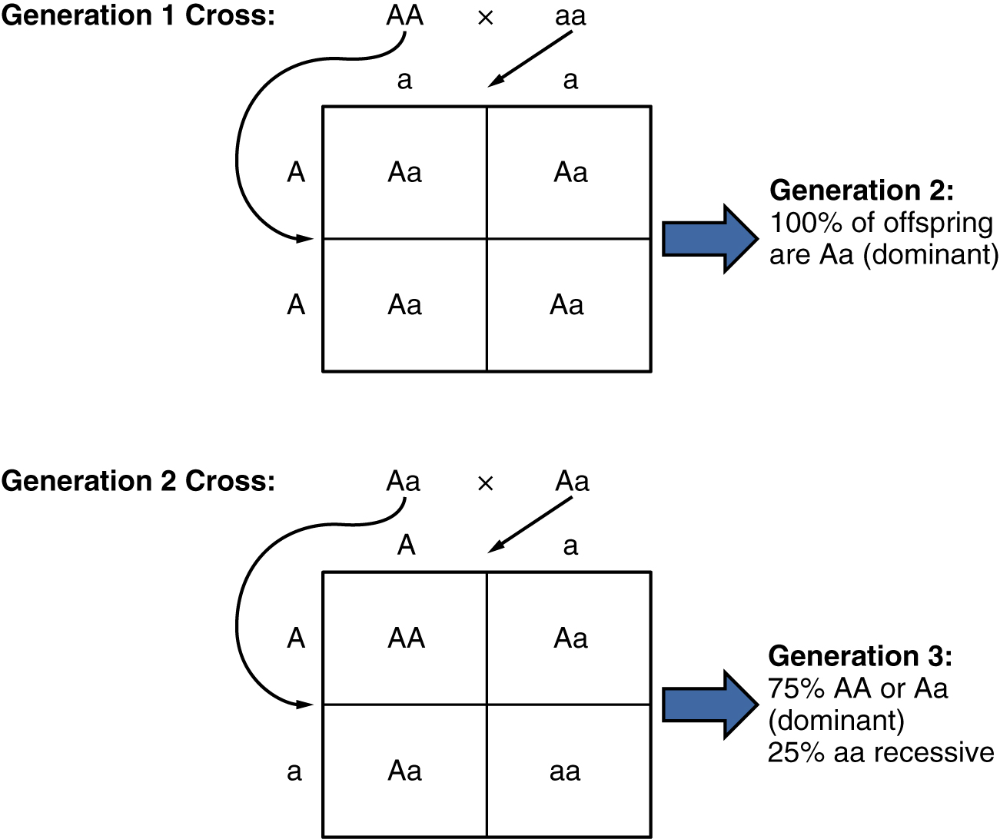 Generation 1 Cross: AA × aa
a a
A Aa Aa
A Aa Aa
Generation 2:
100% of offspring
are Aa (dominant)
Generation 2 Cross: Aa × Aa
A a
A AA Aa
a Aa aa
Generation 3:
75% AA or Aa
(dominant)
25% aa recessive